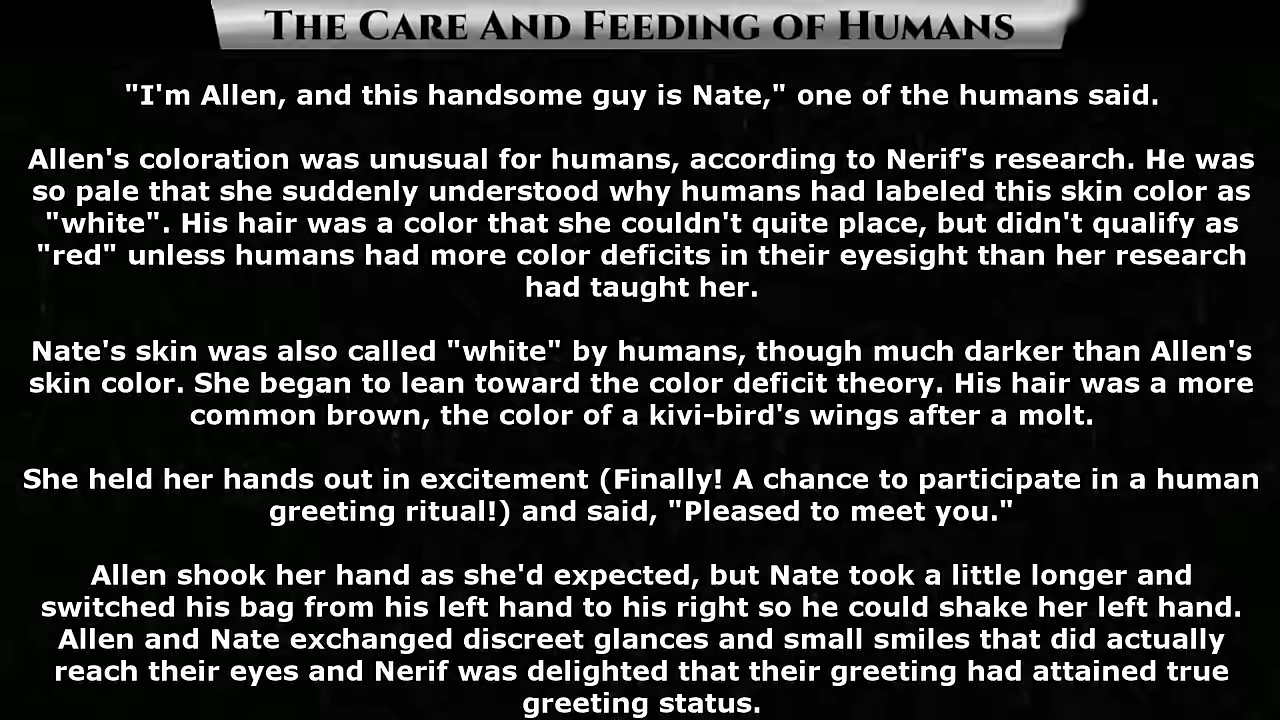 The Care And Feeding of Humans
"I'm Allen, and this handsome guy is Nate," one of the humans said.
Allen's coloration was unusual for humans, according to Nerif's research. He was
so pale that she suddenly understood why humans had labeled this skin color as
"white". His hair was a color that she couldn't quite place, but didn't qualify as
"red" unless humans had more color deficits in their eyesight than her research
had taught her.
Nate's skin was also called "white" by humans, though much darker than Allen's
skin color. She began to lean toward the color deficit theory. His hair was a more
common brown, the color of a kivi-bird's wings after a molt.
She held her hands out in excitement (Finally! A chance to participate in a human
greeting ritual!) and said, "Pleased to meet you."
Allen shook her hand as she'd expected, but Nate took a little longer and
switched his bag from his left hand to his right so he could shake her left hand.
Allen and Nate exchanged discreet glances and small smiles that did actually
reach their eyes and Nerif was delighted that their greeting had attained true
greeting status.